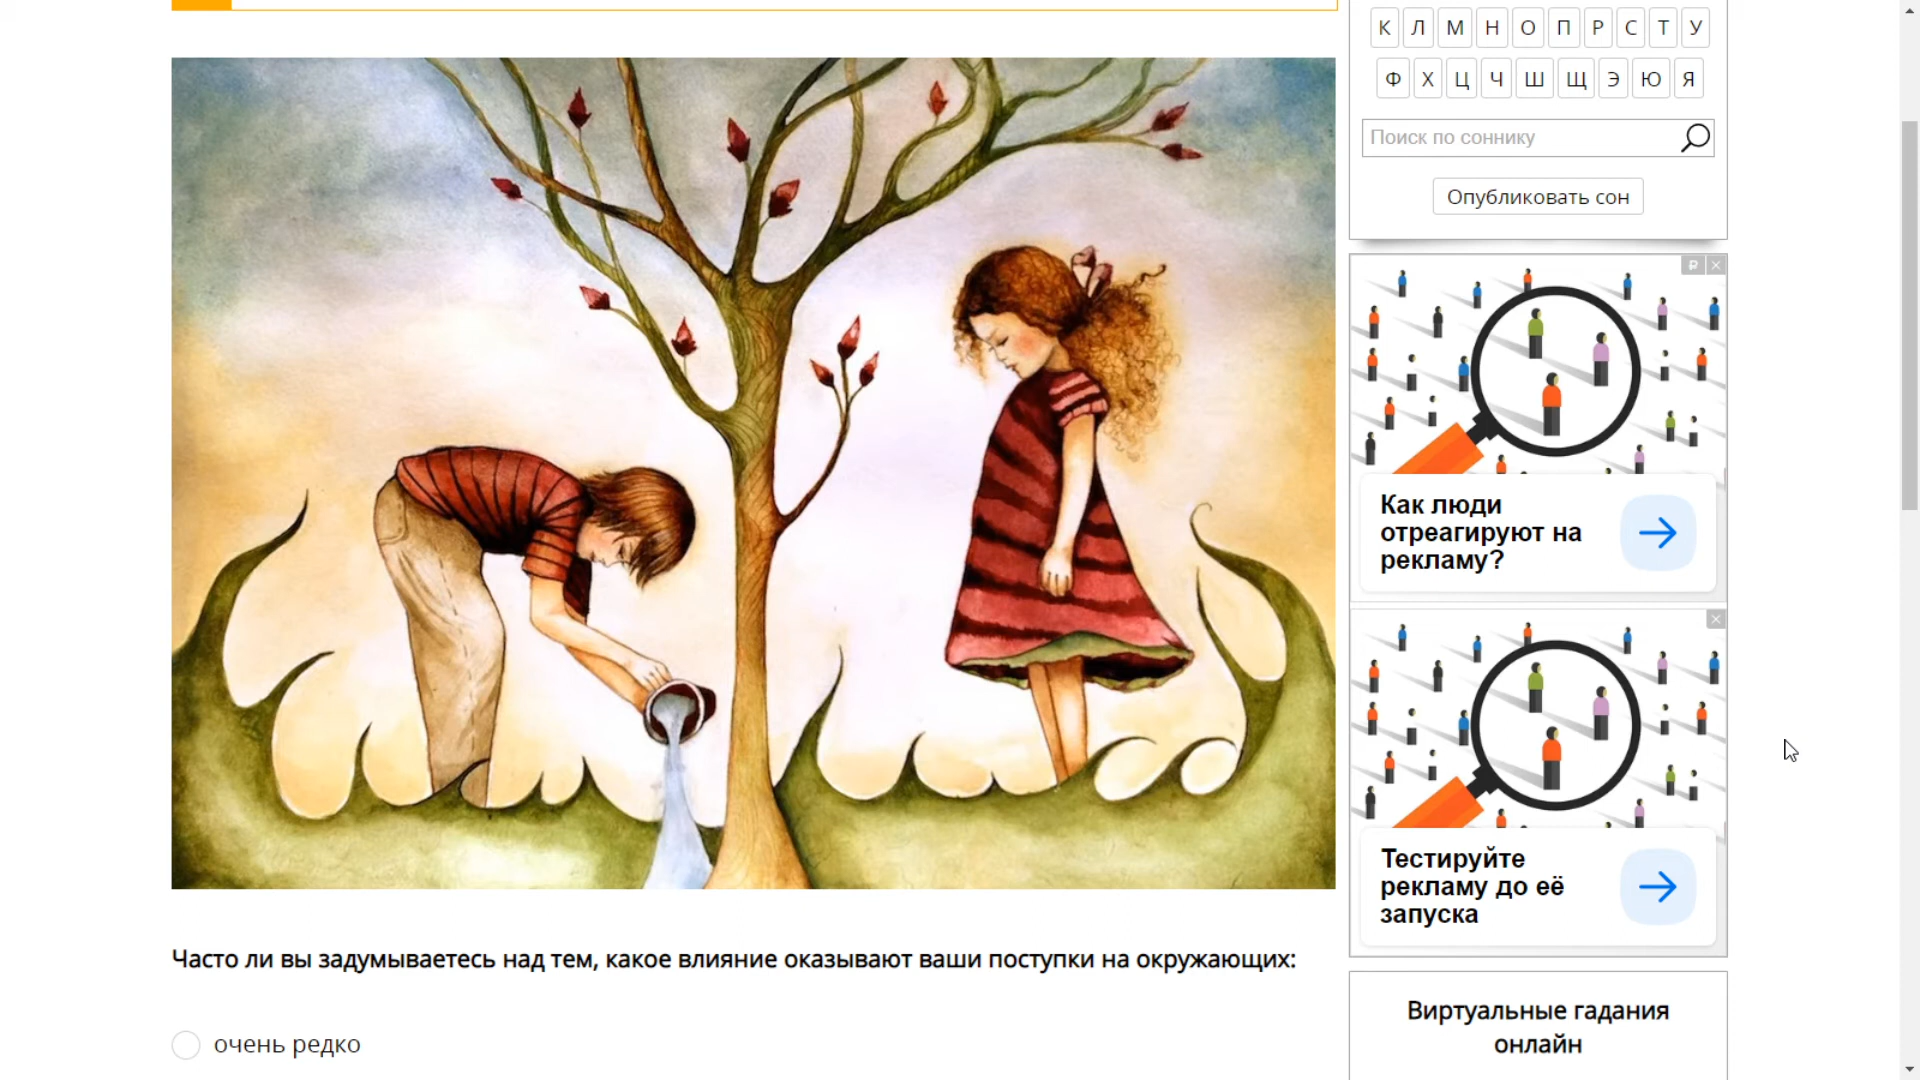 К Л М Н О П Р С Т У
Ф Х Ц Ч Ш Щ Э Ю Я
Поиск по соннику
Опубликовать сон
Как люди
отреагируют на
рекламу?
Тестируйте
рекламу до её
запуска
Виртуальные гадания
онлайн
Часто ли вы задумываетесь над тем, какое влияние оказывают ваши поступки на окружающих:
очень редко